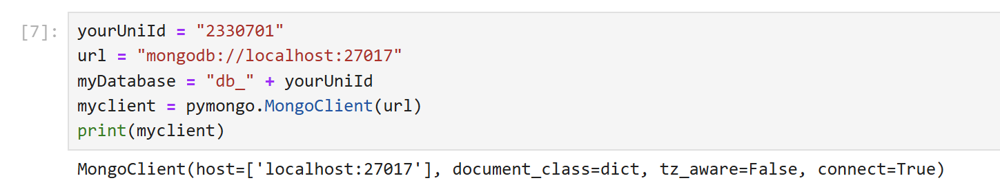 [7]: yourUniId = "2330701"
url = "mongodb://localhost:27017"
myDatabase = "db_" + yourUniId
myclient = pymongo.MongoClient(url)
print(myclient)
MongoClient(host=['localhost:27017'], document_class=dict, tz_aware=False, connect=True)